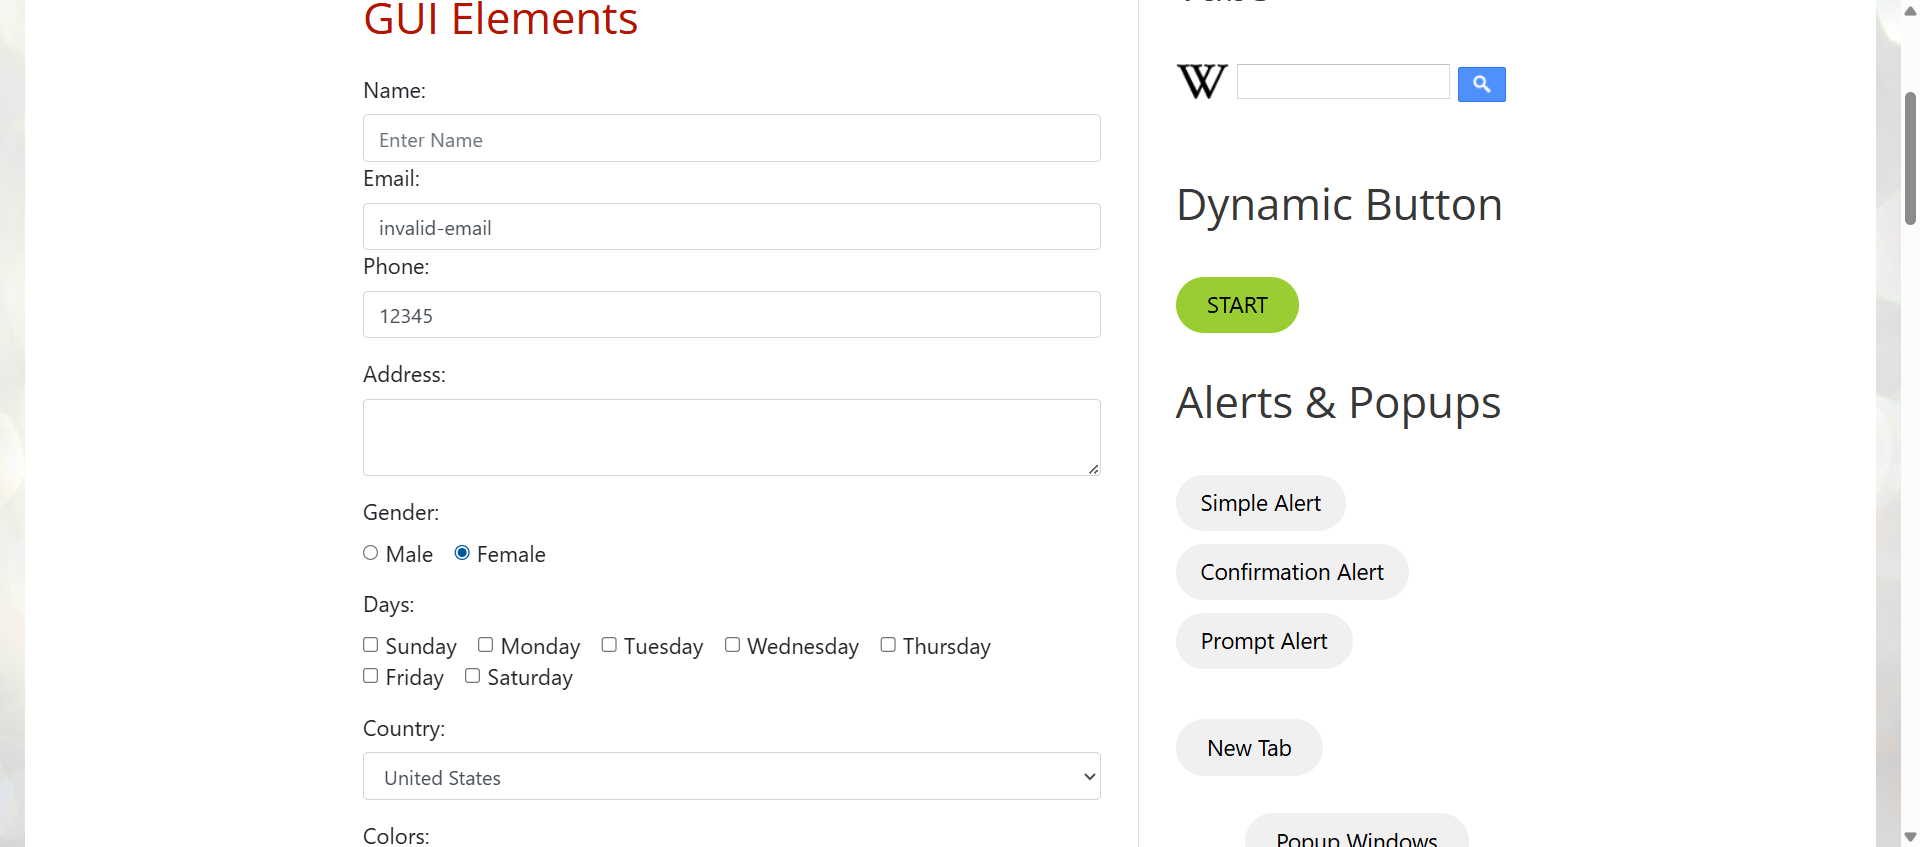 GUI Elements
Name:
Enter Name
Email:
invalid-email
Phone:
12345
Address:
Gender:
Male Female
Days:
Sunday Monday Tuesday Wednesday Thursday
Friday Saturday
Country:
United States
Colors:
W
Dynamic Button
START
Alerts & Popups
Simple Alert
Confirmation Alert
Prompt Alert
New Tab
Popup Windows